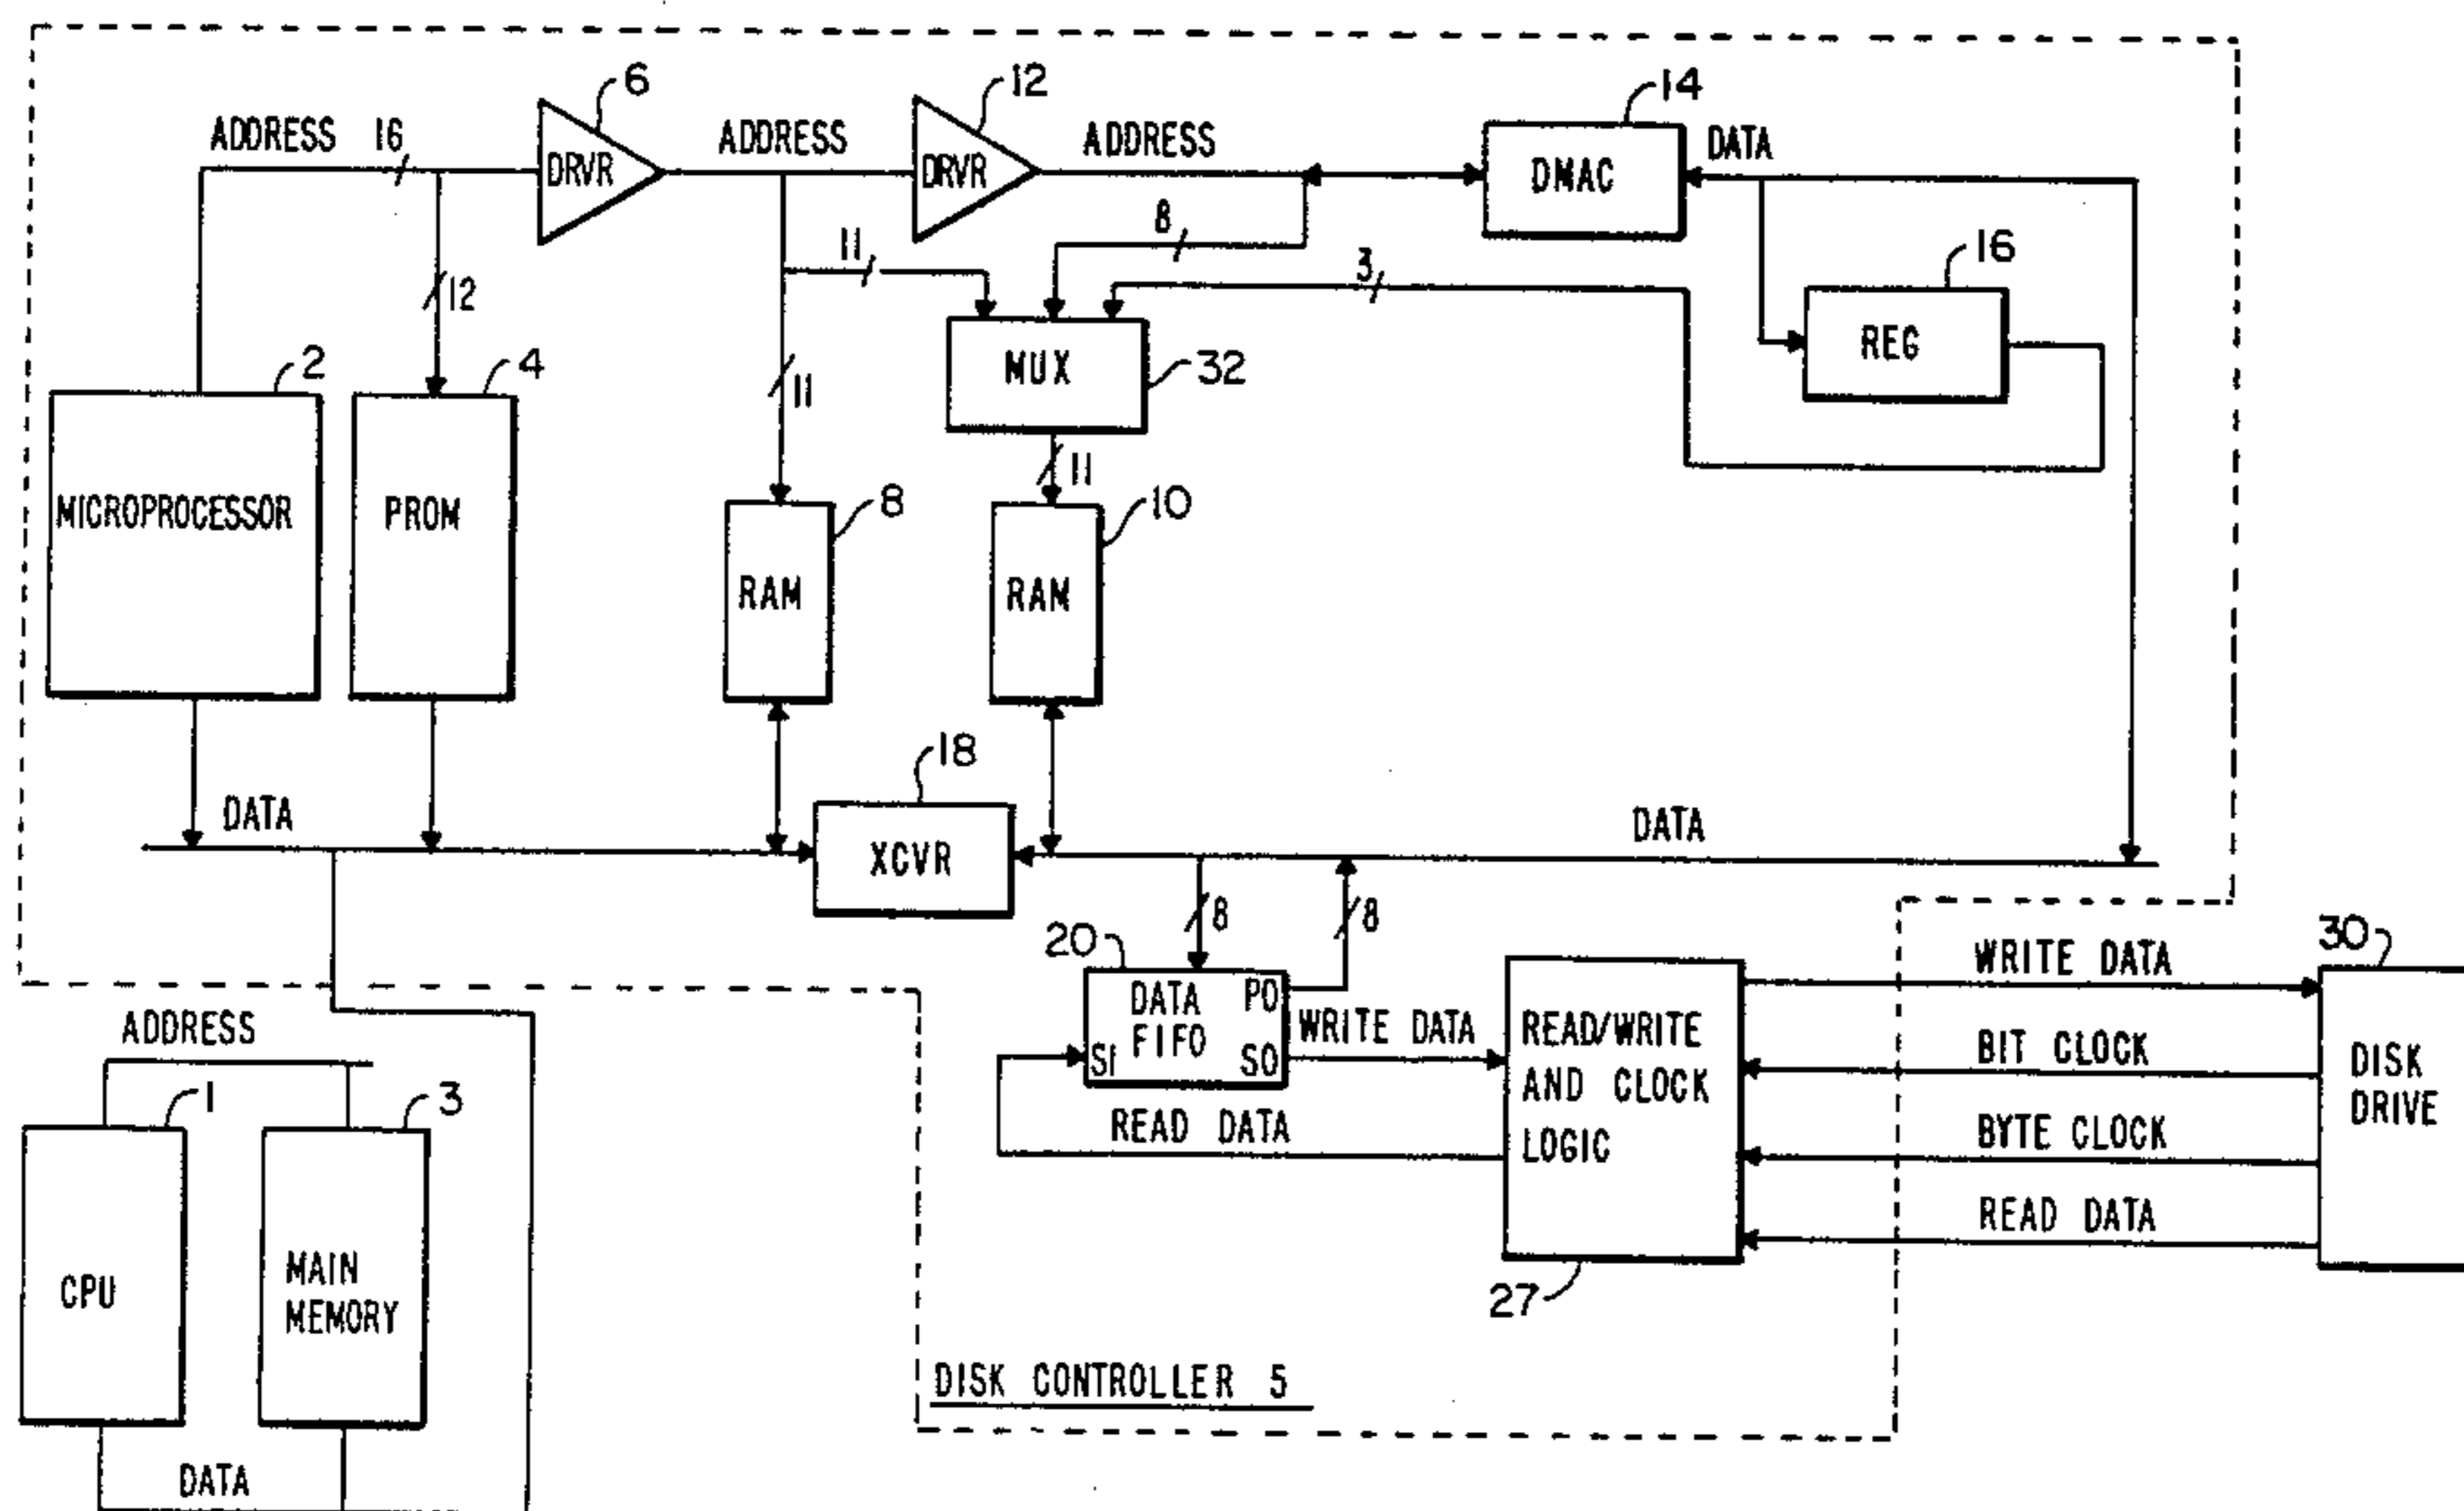 6
12
14
ADDRESS 16
DRVR
ADDRESS
DRVR
ADDRESS
DMAC
DATA
8
11
3
16
12
2
4
11
MUX
32
REG
11
MICROPROCESSOR
PROM
8
10
RAM
RAM
18
DATA
XCVR
DATA
8
8
20
30
DATA
FIFO
PO
SI
SO
WRITE DATA
READ DATA
READ/WRITE
AND CLOCK
LOGIC
27
WRITE DATA
BIT CLOCK
BYTE CLOCK
READ DATA
DISK
DRIVE
ADDRESS
1
3
CPU
MAIN
MEMORY
DATA
DISK CONTROLLER 5